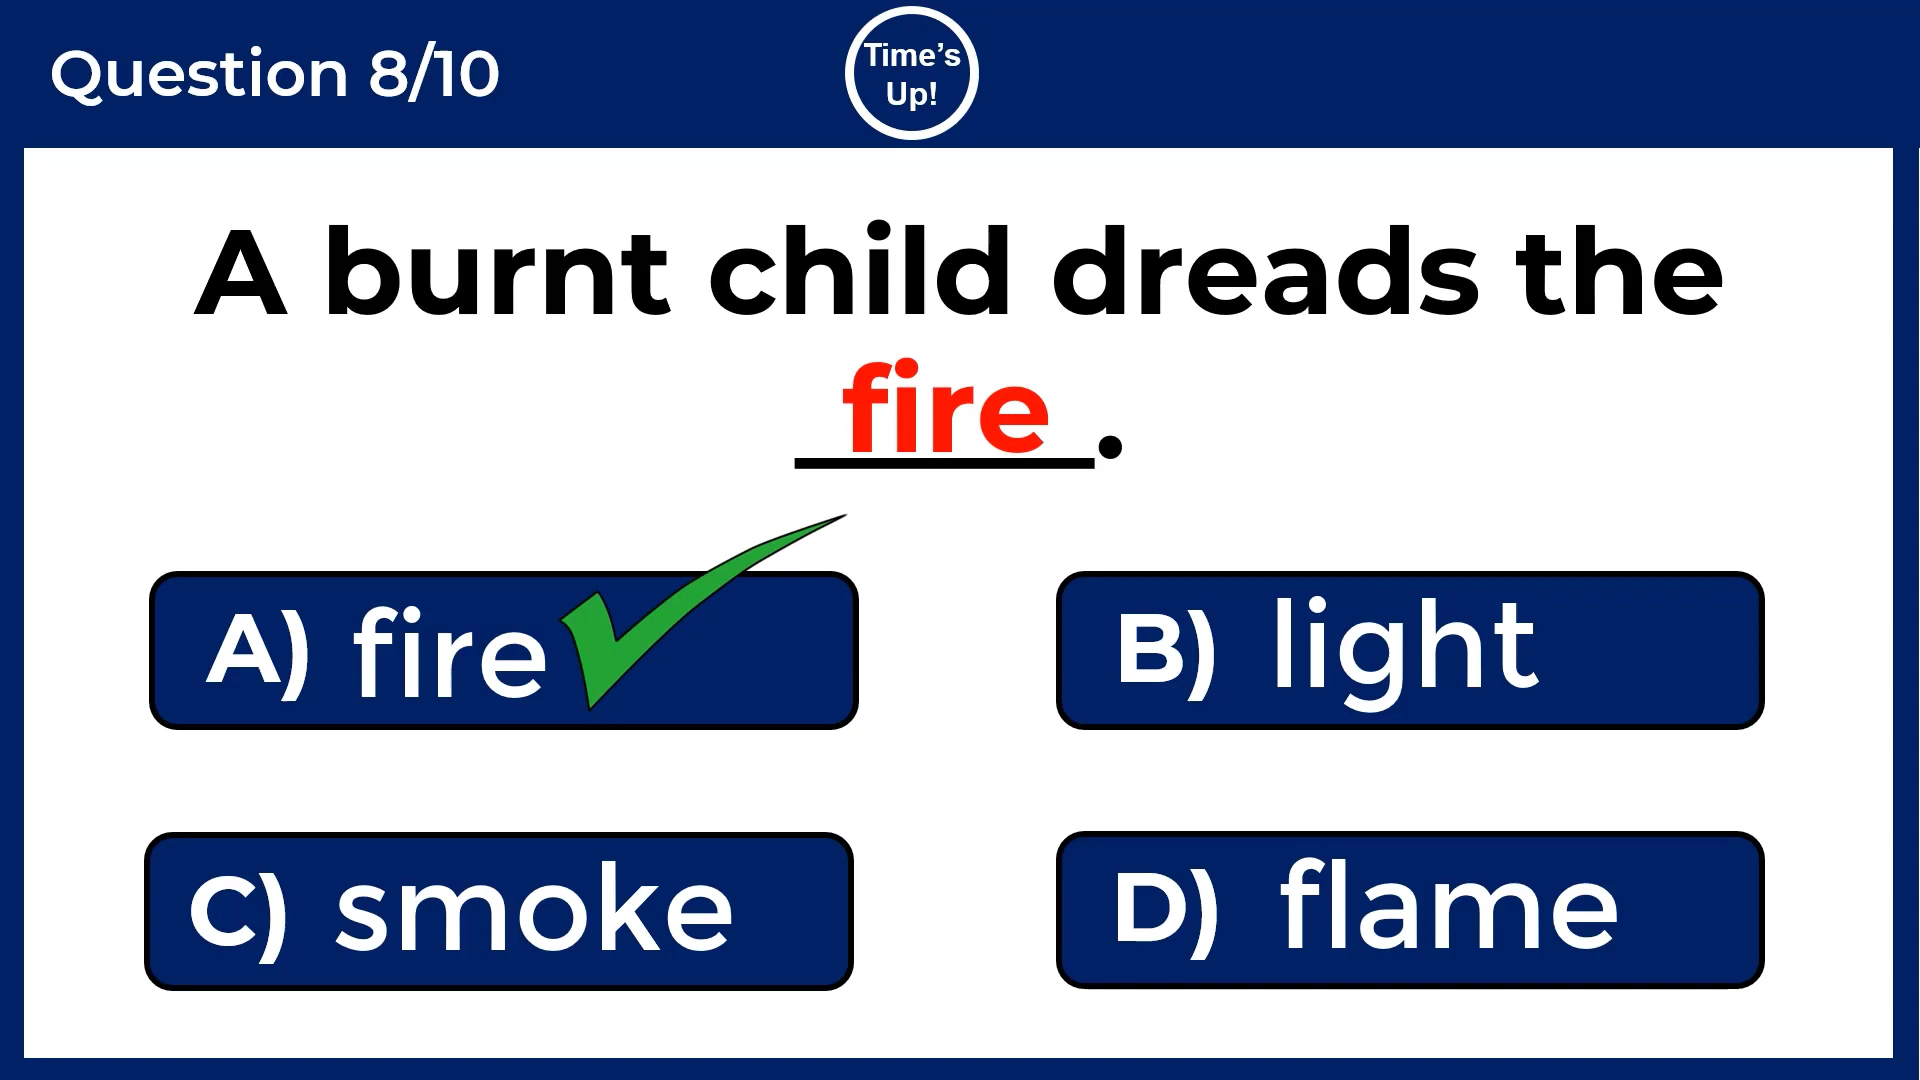 Question 8/10
Time's
Up!
A burnt child dreads the
fire.
A) fire
B) light
C) smoke
D) flame